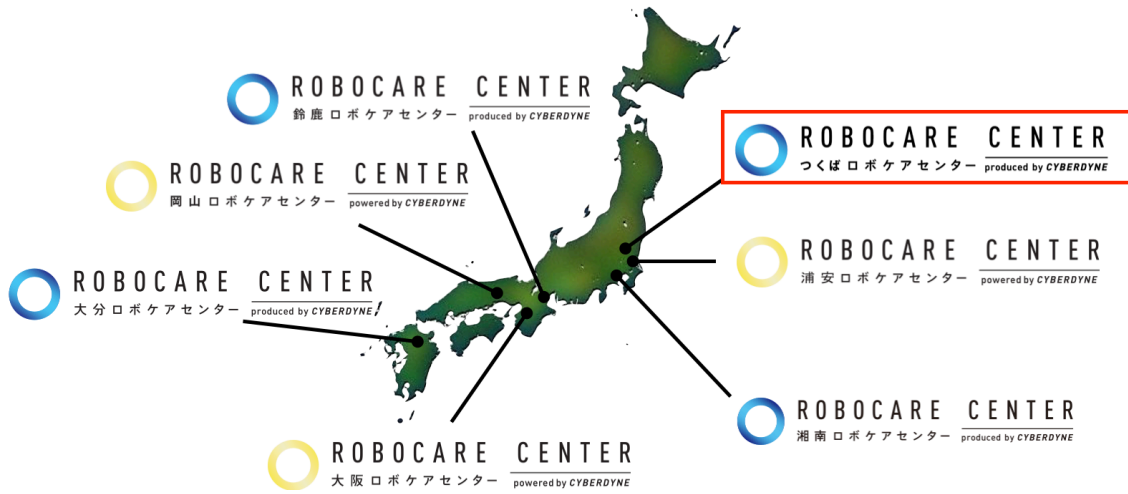 ROBOCARE CENTER
鈴鹿ロボケアセンター produced by CYBERDYNE
ROBOCARE CENTER
つくばロボケアセンター produced by CYBERDYNE
ROBOCARE CENTER
岡山ロボケアセンター powered by CYBERDYNE
ROBOCARE CENTER
浦安ロボケアセンター powered by CYBERDYNE
ROBOCARE CENTER
大分ロボケアセンター produced by CYBERDYNE
ROBOCARE CENTER
湘南ロボケアセンター produced by CYBERDYNE
ROBOCARE CENTER
大阪ロボケアセンター powered by CYBERDYNE